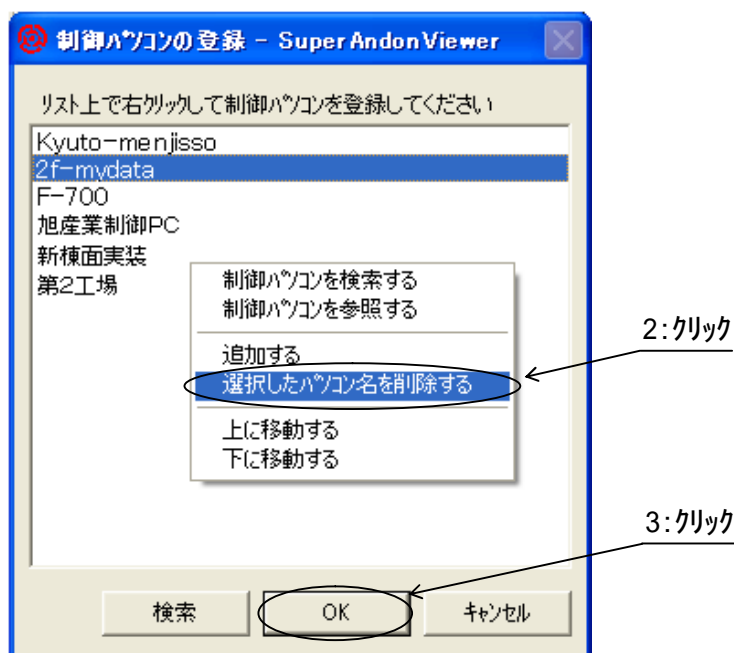 制御ﾊﾟｿｺﾝの登録 - Super Andon Viewer
ﾘｽﾄ上で右ｸﾘｯｸして制御ﾊﾟｿｺﾝを登録してください
Kyuto-menjisso
2f-mydata
F-700
旭産業制御PC
新棟面実装
第2工場
制御ﾊﾟｿｺﾝを検索する
制御ﾊﾟｿｺﾝを参照する
追加する
選択したﾊﾟｿｺﾝ名を削除する
上に移動する
下に移動する
2:ｸﾘｯｸ
3:ｸﾘｯｸ
検索
OK
ｷｬﾝｾﾙ